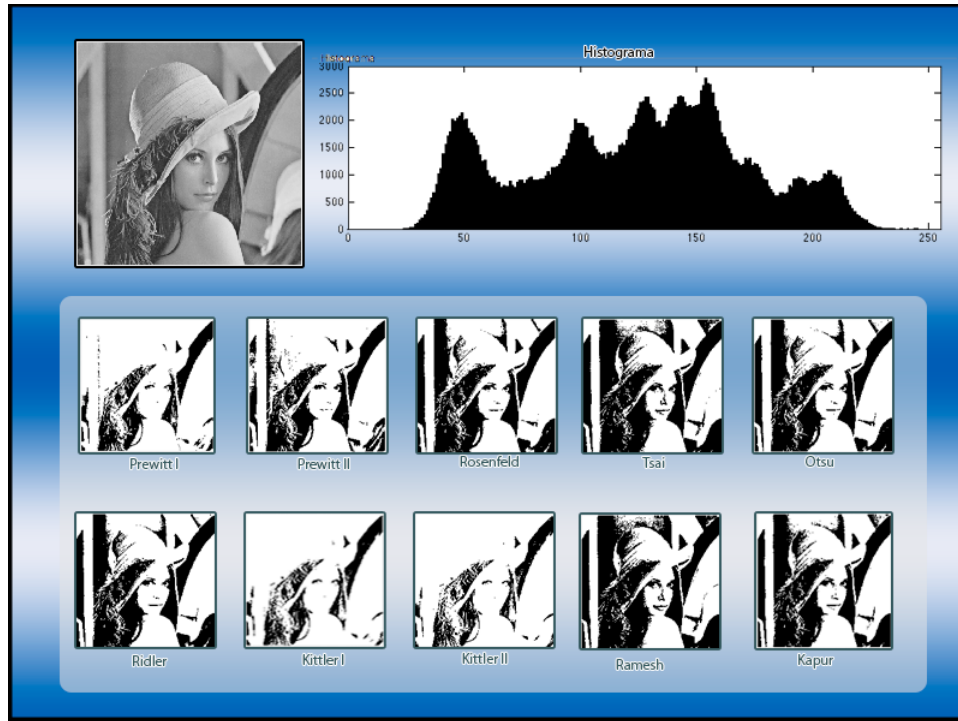 Histograma
Histograma
3000
2500
2000
1500
1000
500
0
0 50 100 150 200 250
Prewitt I Prewitt II Rosenfeld Tsai Otsu
Ridler Kittler I Kittler II Ramesh Kapur